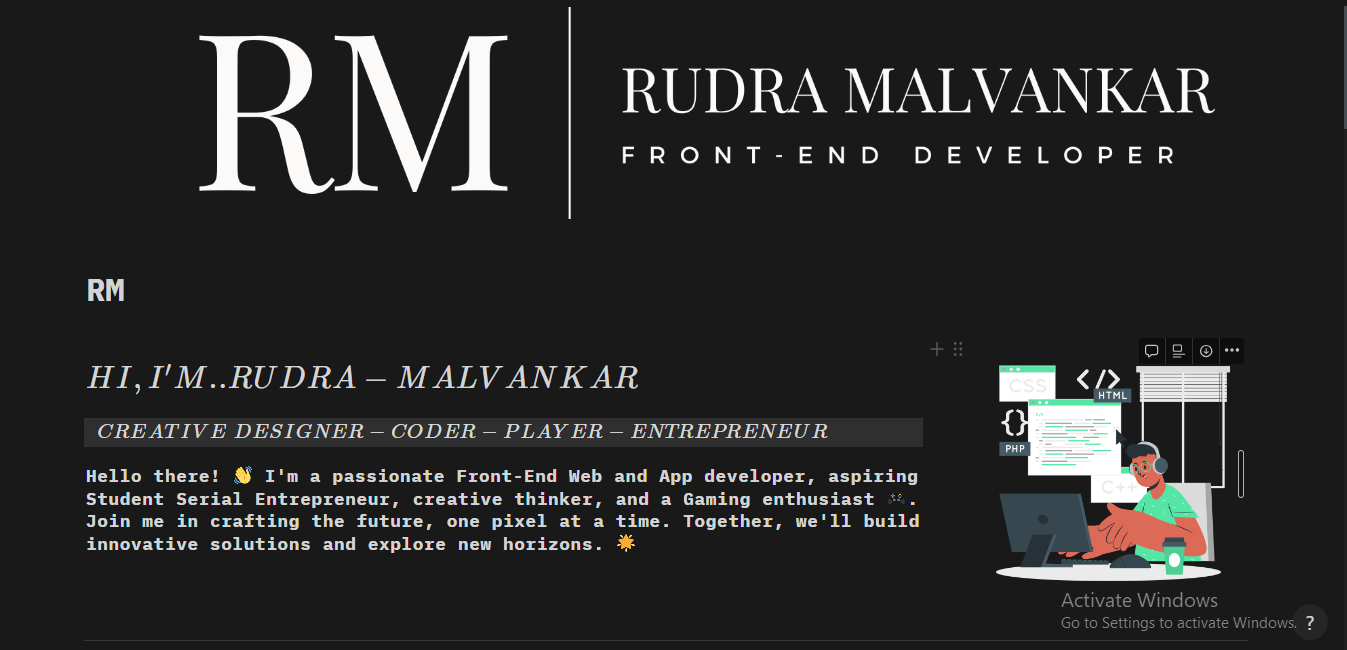 RM
RUDRA MALVANKAR
FRONT-END DEVELOPER
RM
HI, I'M..RUDRA – MALVANKAR
CREATIVE DESIGNER – CODER – PLAYER – ENTREPRENEUR
Hello there! 👋 I'm a passionate Front-End Web and App developer, aspiring
Student Serial Entrepreneur, creative thinker, and a Gaming enthusiast 🎮.
Join me in crafting the future, one pixel at a time. Together, we'll build
innovative solutions and explore new horizons. 🌟
CSS
</>
HTML
{}
PHP
C++
Activate Windows
Go to Settings to activate Windows.
?